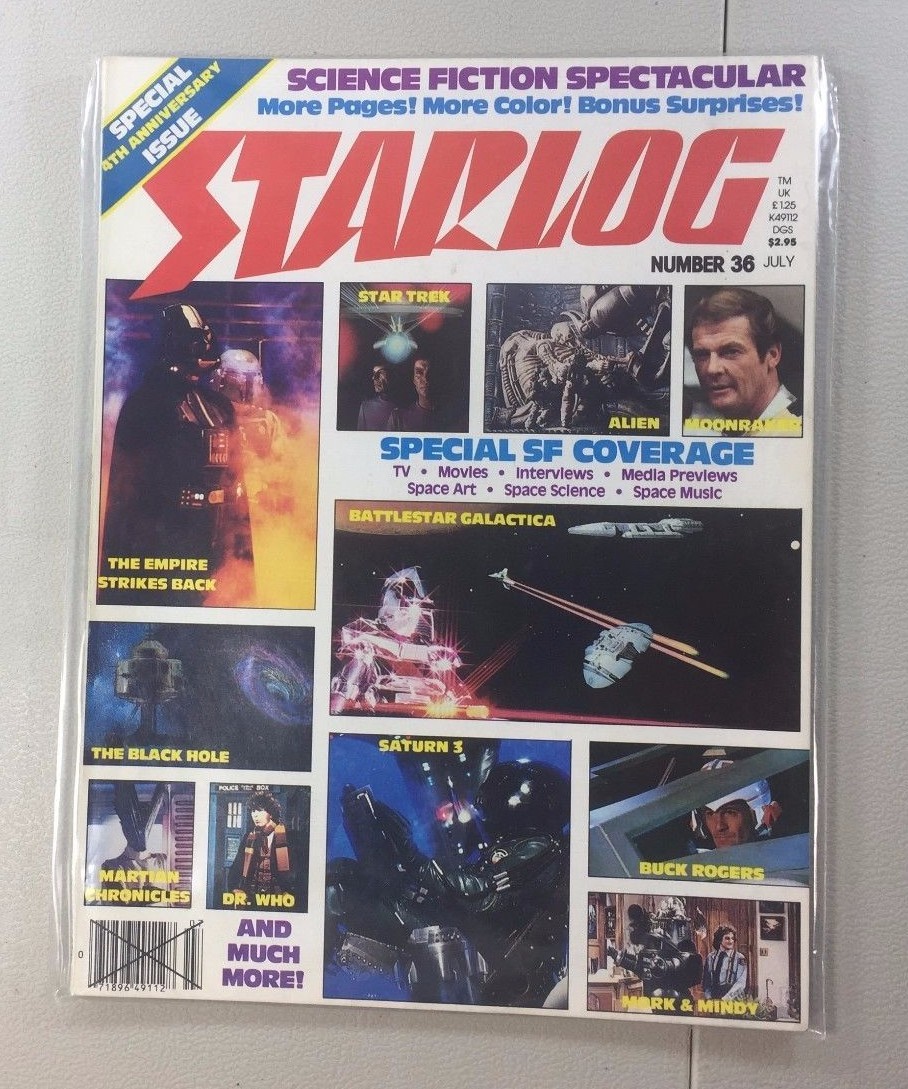 SPECIAL
4TH ANNIVERSARY
ISSUE
SCIENCE FICTION SPECTACULAR
More Pages! More Color! Bonus Surprises!
STARLOG
TM
UK
£1.25
K49112
DGS
$2.95
NUMBER 36 JULY
STAR TREK
ALIEN
MOONRAKER
SPECIAL SF COVERAGE
TV • Movies • Interviews • Media Previews
Space Art • Space Science • Space Music
THE EMPIRE
STRIKES BACK
BATTLESTAR GALACTICA
THE BLACK HOLE
SATURN 3
BUCK ROGERS
MARTIAN
CHRONICLES
POLICE BOX
DR. WHO
MORK & MINDY
AND
MUCH
MORE!
0
71896 49112